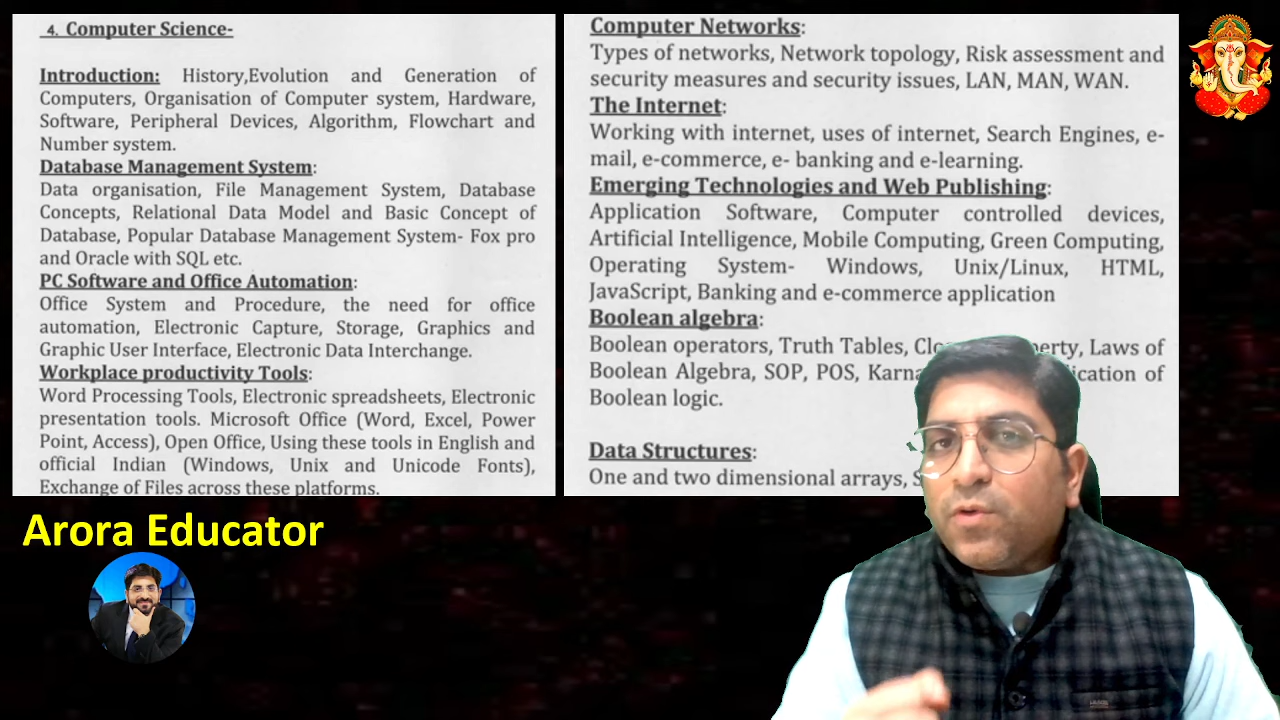 4. Computer Science-
Introduction: History,Evolution and Generation of
Computers, Organisation of Computer system, Hardware,
Software, Peripheral Devices, Algorithm, Flowchart and
Number system.
Database Management System:
Data organisation, File Management System, Database
Concepts, Relational Data Model and Basic Concept of
Database, Popular Database Management System- Fox pro
and Oracle with SQL etc.
PC Software and Office Automation:
Office System and Procedure, the need for office
automation, Electronic Capture, Storage, Graphics and
Graphic User Interface, Electronic Data Interchange.
Workplace productivity Tools:
Word Processing Tools, Electronic spreadsheets, Electronic
presentation tools. Microsoft Office (Word, Excel, Power
Point, Access), Open Office, Using these tools in English and
official Indian (Windows, Unix and Unicode Fonts),
Exchange of Files across these platforms.
Computer Networks:
Types of networks, Network topology, Risk assessment and
security measures and security issues, LAN, MAN, WAN.
The Internet:
Working with internet, uses of internet, Search Engines, e-
mail, e-commerce, e- banking and e-learning.
Emerging Technologies and Web Publishing:
Application Software, Computer controlled devices,
Artificial Intelligence, Mobile Computing, Green Computing,
Operating System- Windows, Unix/Linux, HTML,
JavaScript, Banking and e-commerce application
Boolean algebra:
Boolean operators, Truth Tables, Laws of
Boolean Algebra, SOP, POS, of
Boolean logic.
Data Structures:
One and two dimensional arrays,
Arora Educator